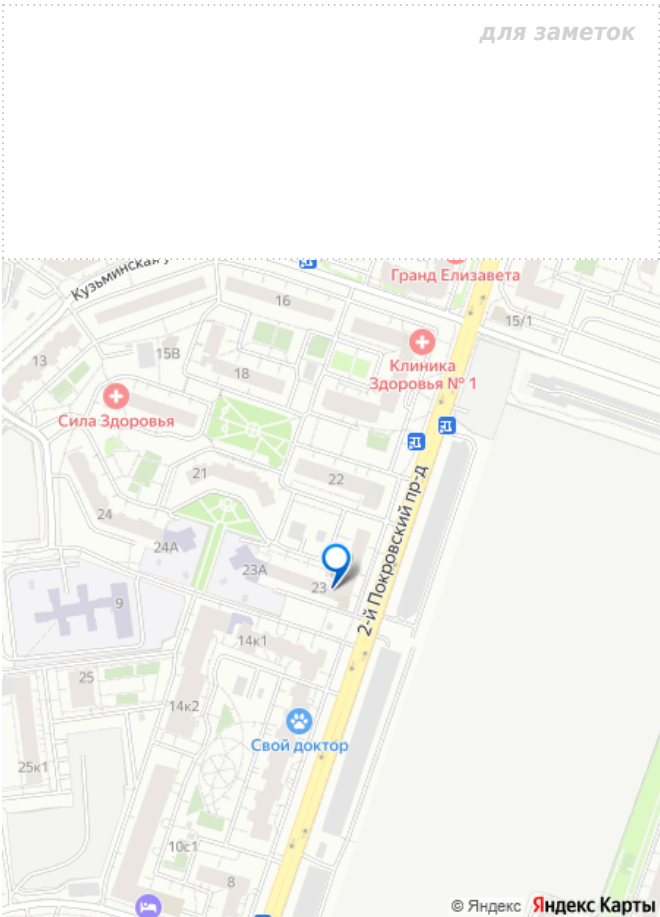 для заметок
Кузьминская у
Гранд Елизавета
16
15/1
Клиника
Здоровья № 1
13
15В
18
Сила Здоровья
2-й Покровский пр-д
21
22
24
24А
23А
23
9
14к1
25
14к2
Свой доктор
25к1
10с1
8
© Яндекс Яндекс Карты